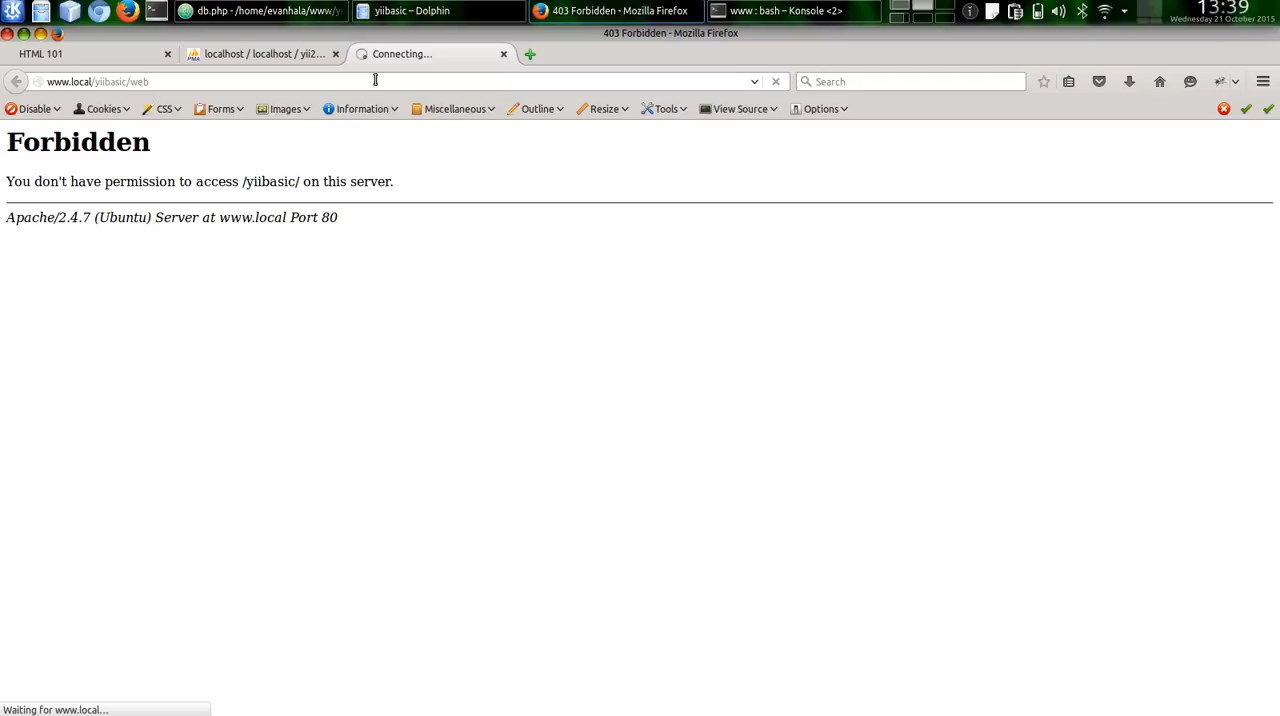 db.php - /home/evanhala/www/y
yiibasic – Dolphin
403 Forbidden - Mozilla Firefox
www : bash – Konsole <2>
13:39
Wednesday 21 October 2015
403 Forbidden - Mozilla Firefox
HTML 101
localhost / localhost / yii2...
Connecting...
www.local/yiibasic/web
Search
Disable
Cookies
CSS
Forms
Images
Information
Miscellaneous
Outline
Resize
Tools
View Source
Options
Forbidden
You don't have permission to access /yiibasic/ on this server.
Apache/2.4.7 (Ubuntu) Server at www.local Port 80
Waiting for www.local...